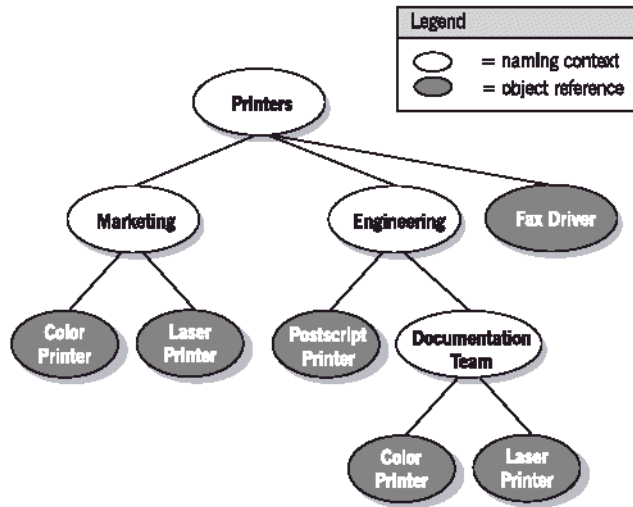 Legend
= naming context
= object reference
Printers
Marketing
Engineering
Fax Driver
Color
Printer
Laser
Printer
Postscript
Printer
Documentation
Team
Color
Printer
Laser
Printer